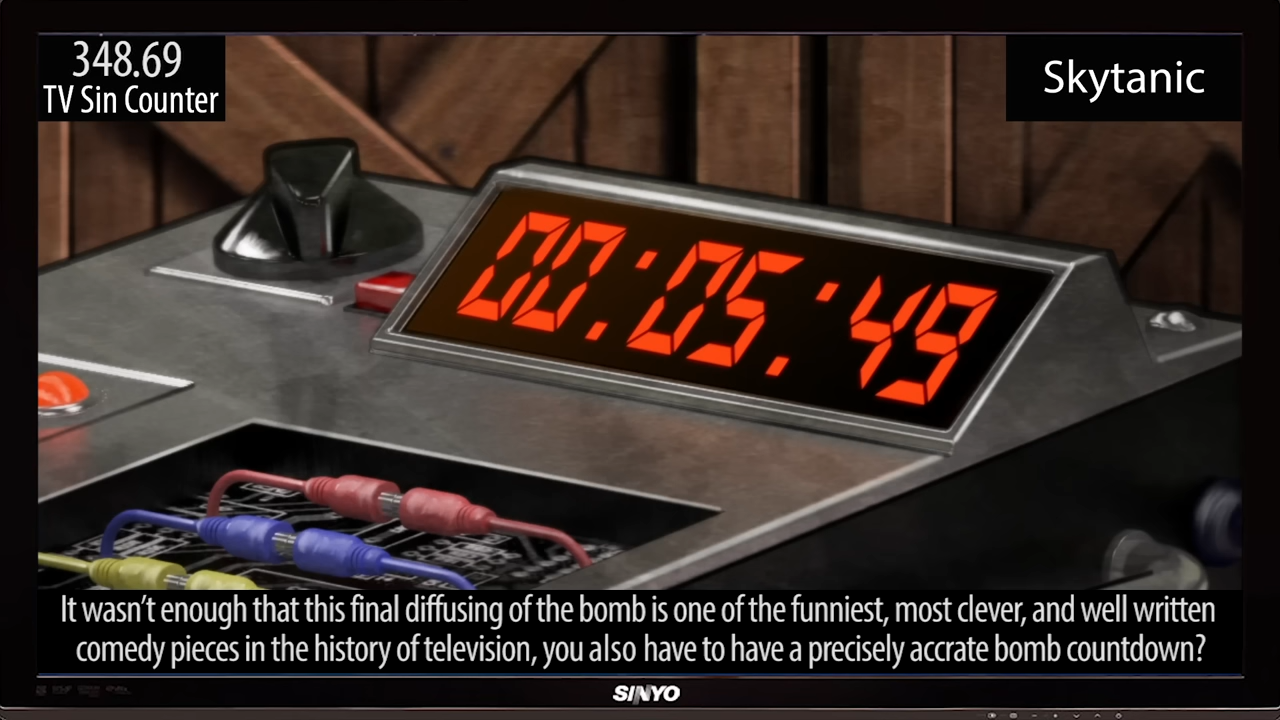 348.69
TV Sin Counter
Skytanic
00:05:49
It wasn't enough that this final diffusing of the bomb is one of the funniest, most clever, and well written
comedy pieces in the history of television, you also have to have a precisely accrate bomb countdown?
SINYO